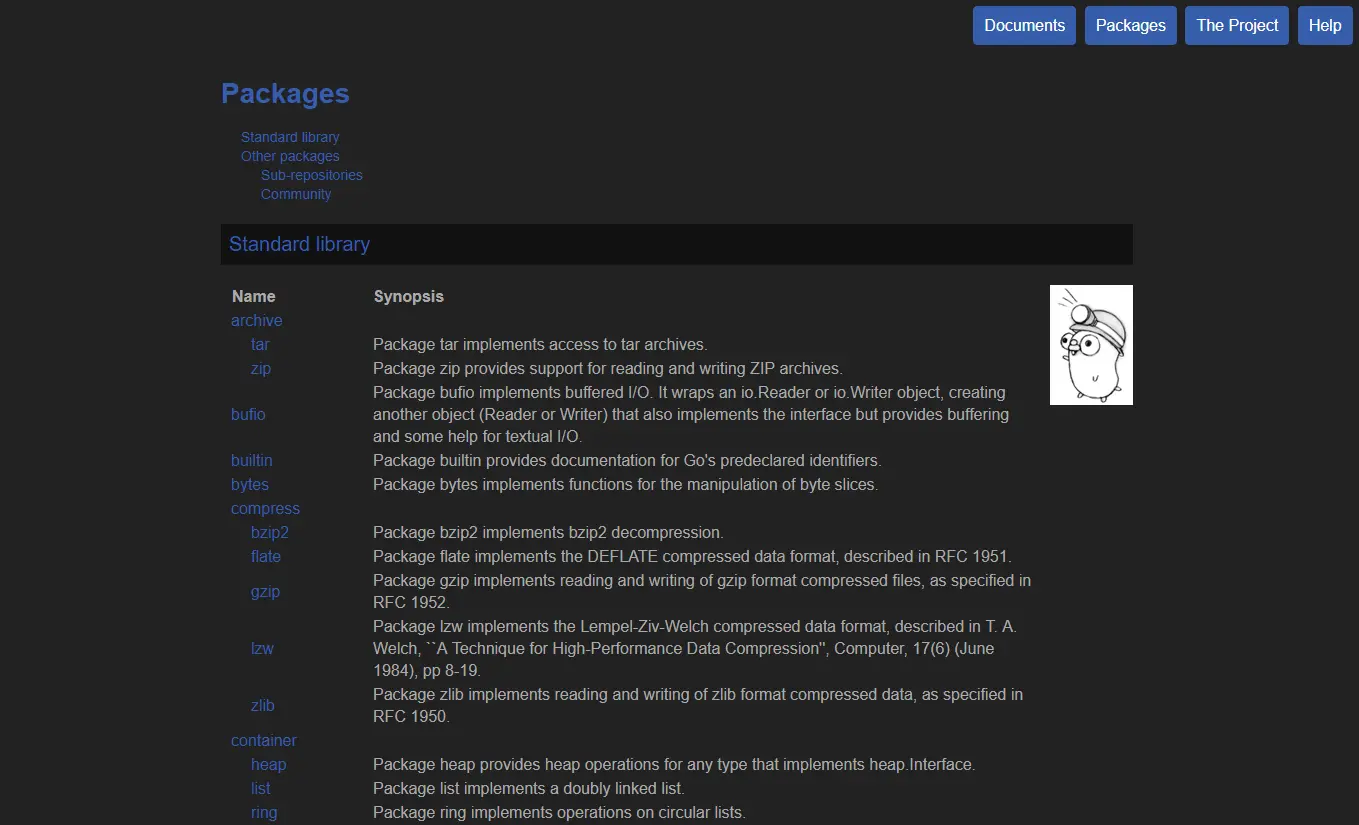 Documents Packages The Project Help
Packages
Standard library
Other packages
Sub-repositories
Community
Standard library
Name Synopsis
archive
tar Package tar implements access to tar archives.
zip Package zip provides support for reading and writing ZIP archives.
Package bufio implements buffered I/O. It wraps an io.Reader or io.Writer object, creating
bufio another object (Reader or Writer) that also implements the interface but provides buffering
and some help for textual I/O.
builtin Package builtin provides documentation for Go's predeclared identifiers.
bytes Package bytes implements functions for the manipulation of byte slices.
compress
bzip2 Package bzip2 implements bzip2 decompression.
flate Package flate implements the DEFLATE compressed data format, described in RFC 1951.
gzip Package gzip implements reading and writing of gzip format compressed files, as specified in
RFC 1952.
Package lzw implements the Lempel-Ziv-Welch compressed data format, described in T. A.
lzw Welch, ``A Technique for High-Performance Data Compression'', Computer, 17(6) (June
1984), pp 8-19.
zlib Package zlib implements reading and writing of zlib format compressed data, as specified in
RFC 1950.
container
heap Package heap provides heap operations for any type that implements heap.Interface.
list Package list implements a doubly linked list.
ring Package ring implements operations on circular lists.